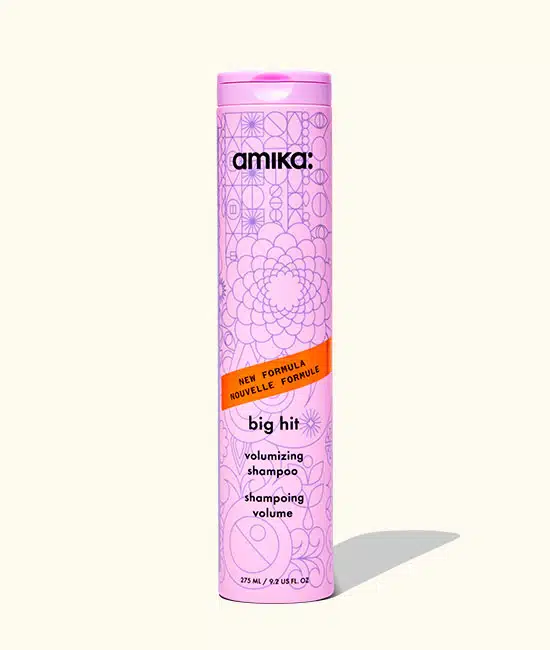 amika:
NEW FORMULA
NOUVELLE FORMULE
big hit
volumizing
shampoo
shampoing
volume
275 ML / 9.2 US FL. OZ